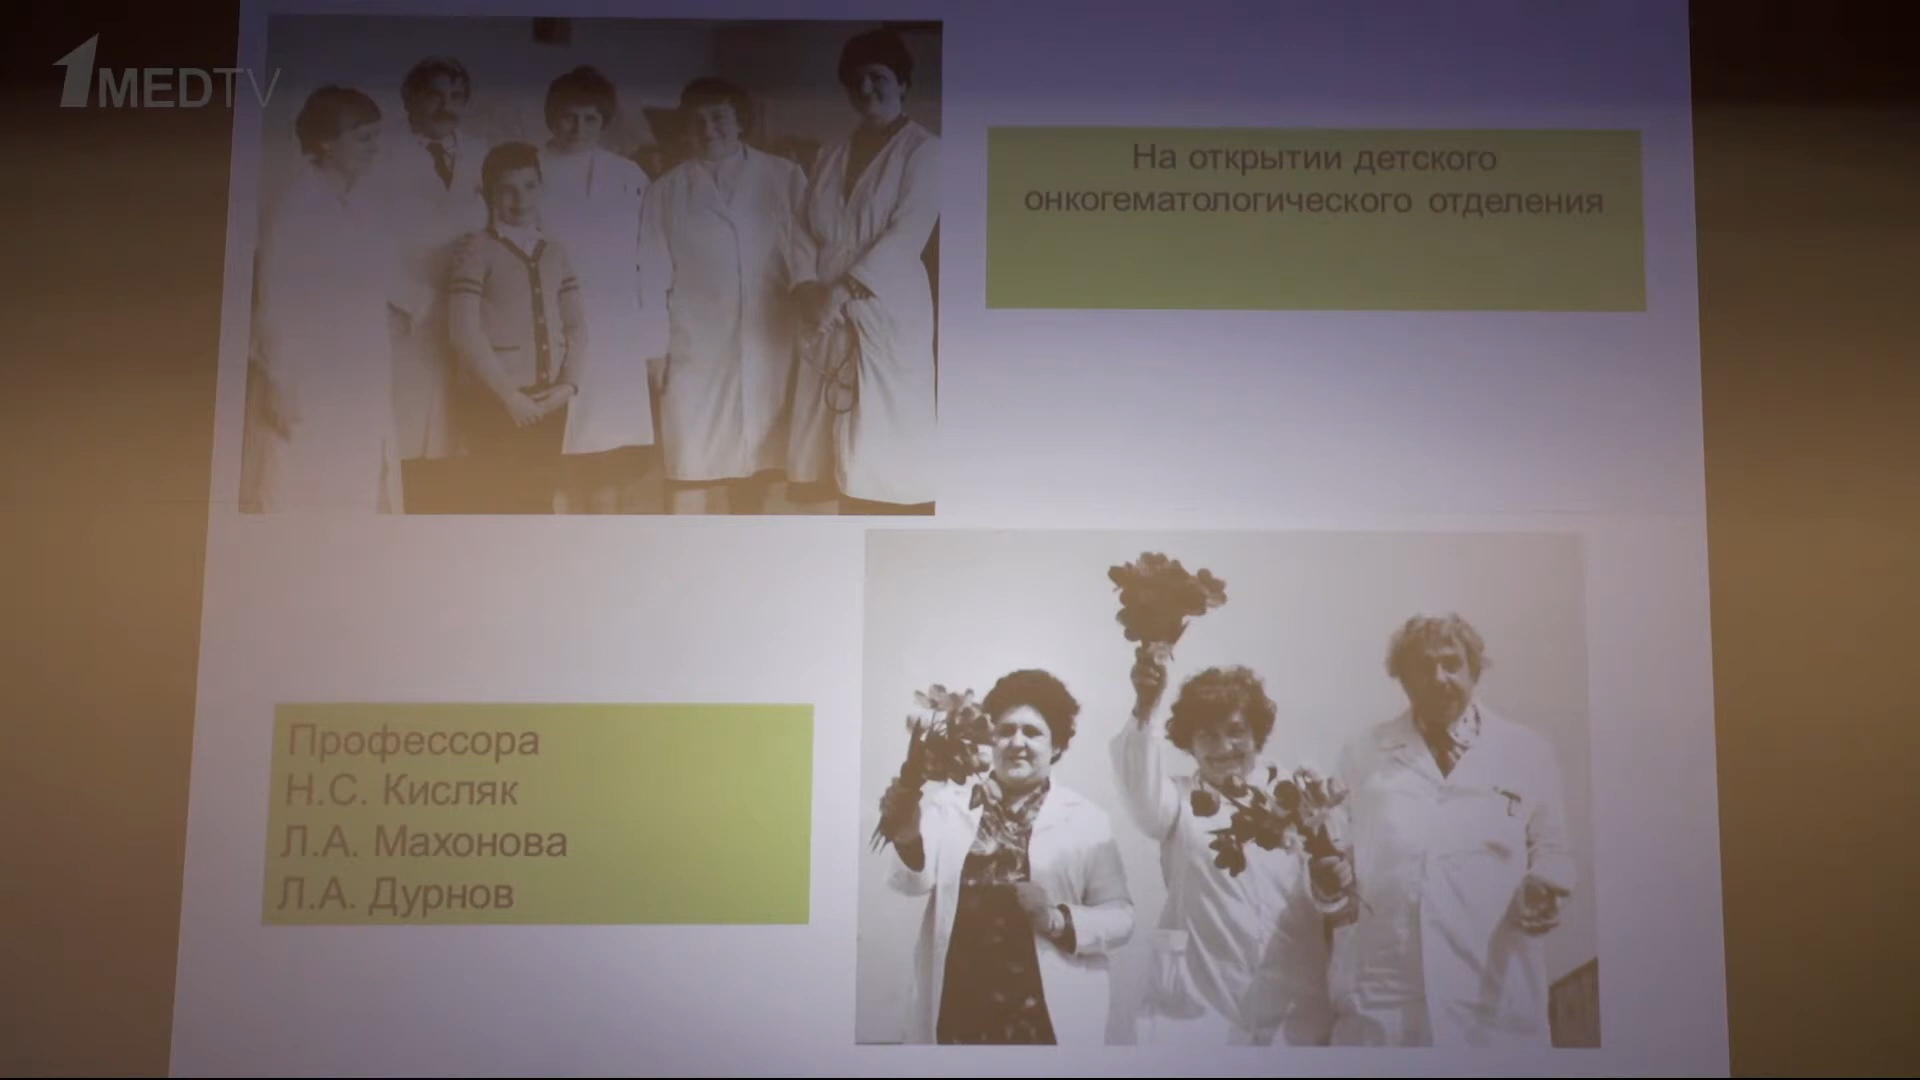 1MEDTV
На открытии детского
онкогематологического отделения
Профессора
Н.С. Кисляк
Л.А. Махонова
Л.А. Дурнов